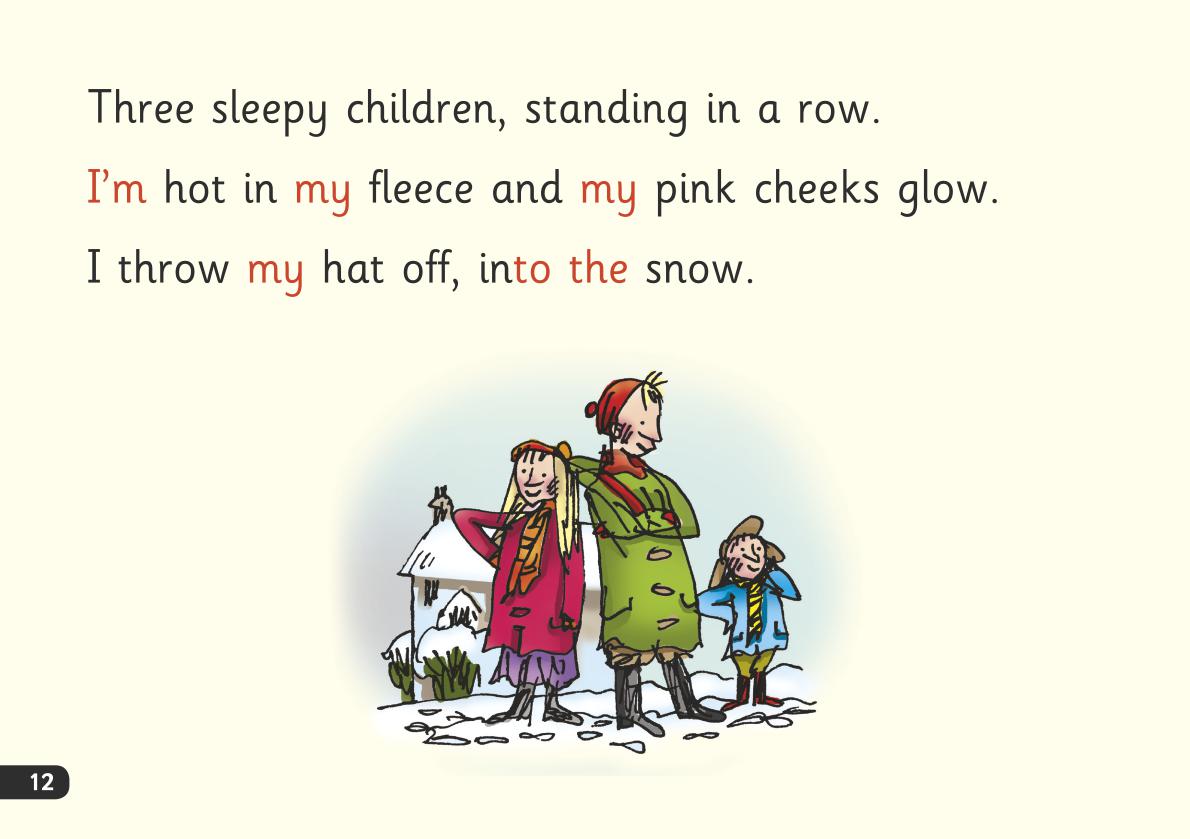 Three sleepy children, standing in a row.
I'm hot in my fleece and my pink cheeks glow.
I throw my hat off, into the snow.
12